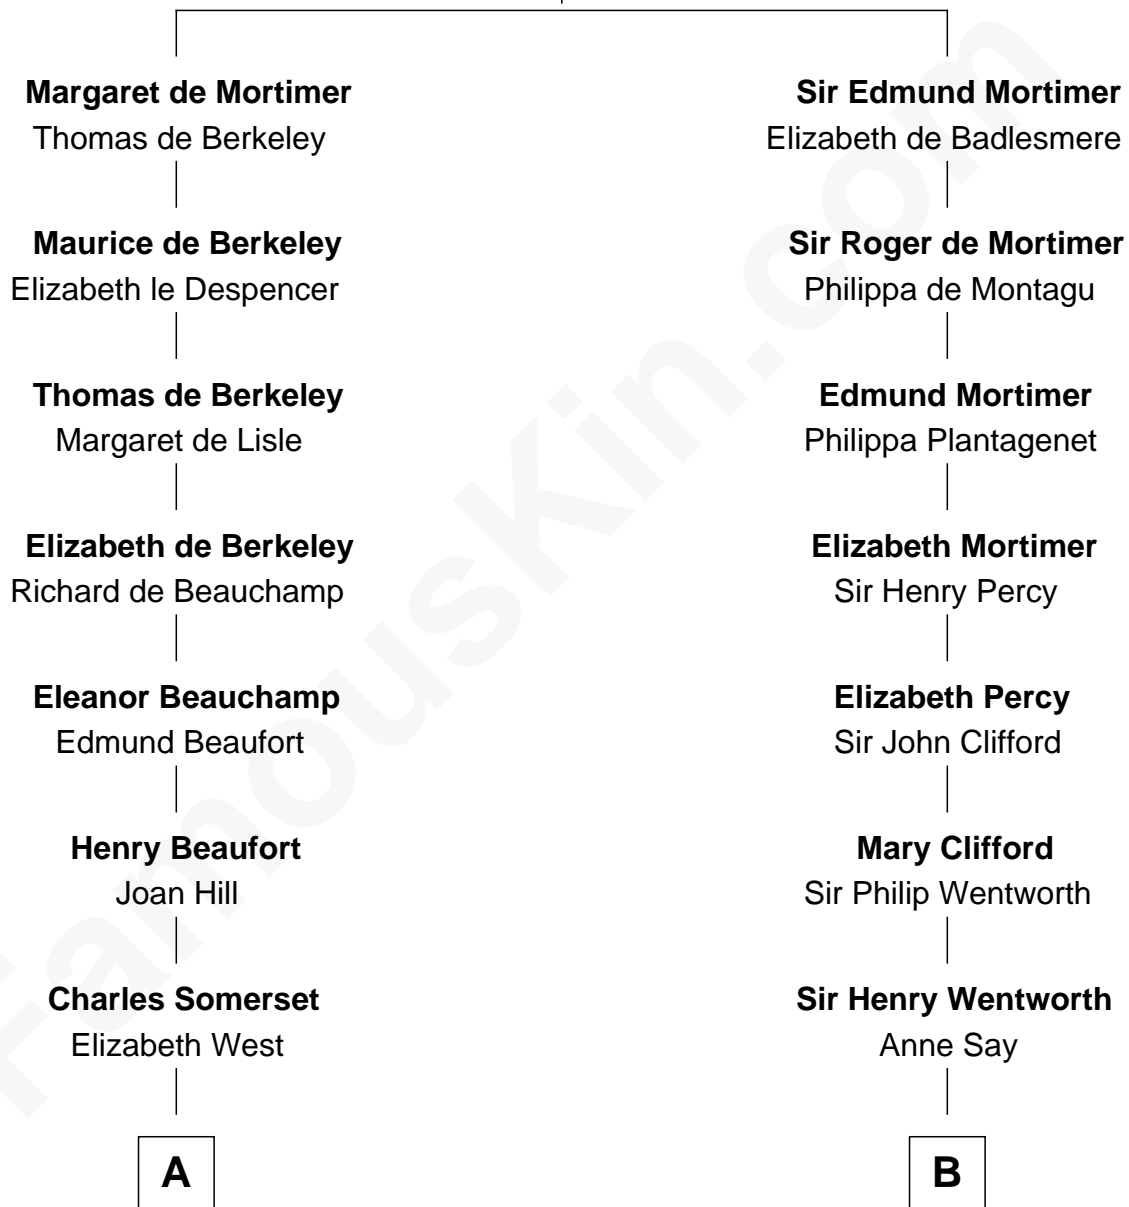 Margaret de Mortimer
Thomas de Berkeley
Sir Edmund Mortimer
Elizabeth de Badlesmere
Maurice de Berkeley
Elizabeth le Despencer
Sir Roger de Mortimer
Philippa de Montagu
Thomas de Berkeley
Margaret de Lisle
Edmund Mortimer
Philippa Plantagenet
Elizabeth de Berkeley
Richard de Beauchamp
Elizabeth Mortimer
Sir Henry Percy
Eleanor Beauchamp
Edmund Beaufort
Elizabeth Percy
Sir John Clifford
Henry Beaufort
Joan Hill
Mary Clifford
Sir Philip Wentworth
Charles Somerset
Elizabeth West
Sir Henry Wentworth
Anne Say
A
B
FamousKin.com